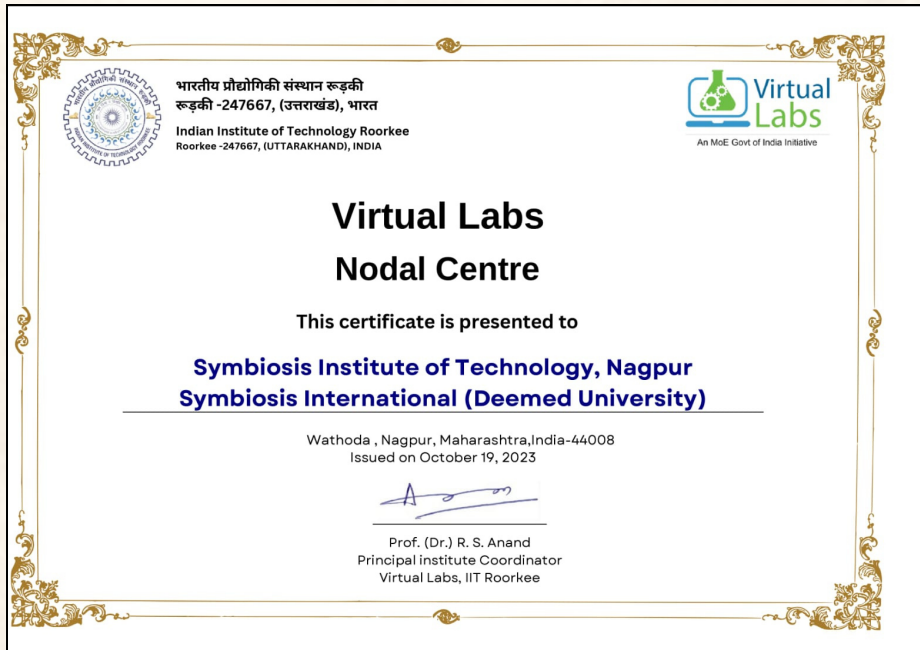 भारतीय प्रौद्योगिकी संस्थान रूड़की
रूड़की -247667, (उत्तराखंड), भारत
Indian Institute of Technology Roorkee
Roorkee -247667, (UTTARAKHAND), INDIA
Virtual
Labs
An MoE Govt of India Initiative
Virtual Labs
Nodal Centre
This certificate is presented to
Symbiosis Institute of Technology, Nagpur
Symbiosis International (Deemed University)
Wathoda , Nagpur, Maharashtra,India-44008
Issued on October 19, 2023
Prof. (Dr.) R. S. Anand
Principal institute Coordinator
Virtual Labs, IIT Roorkee